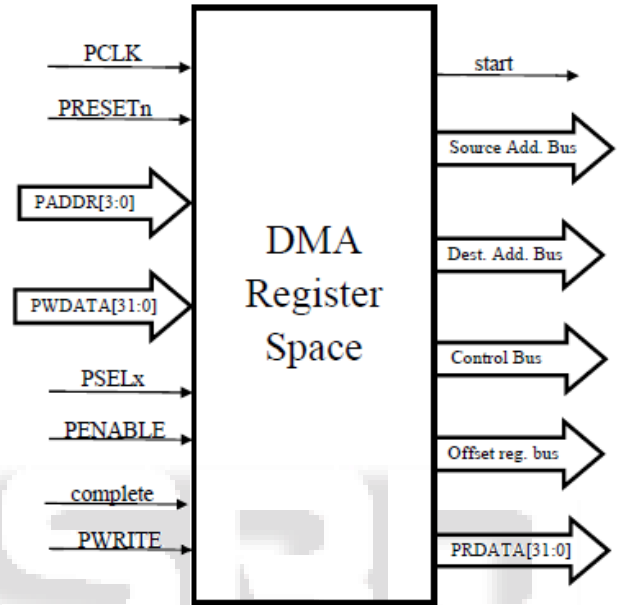 PCLK
PRESETn
PADDR[3:0]
PWDATA[31:0]
PSELx
PENABLE
complete
PWRITE
DMA
Register
Space
start
Source Add. Bus
Dest. Add. Bus
Control Bus
Offset reg. bus
PRDATA[31:0]